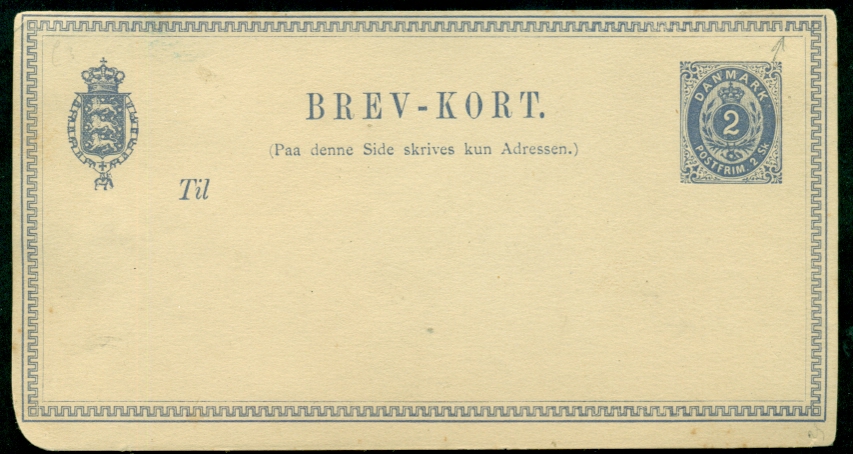 BREV-KORT.
(Paa denne Side skrives kun Adressen.)
Til
DANMARK
2
POSTFRIM. 2 Sk